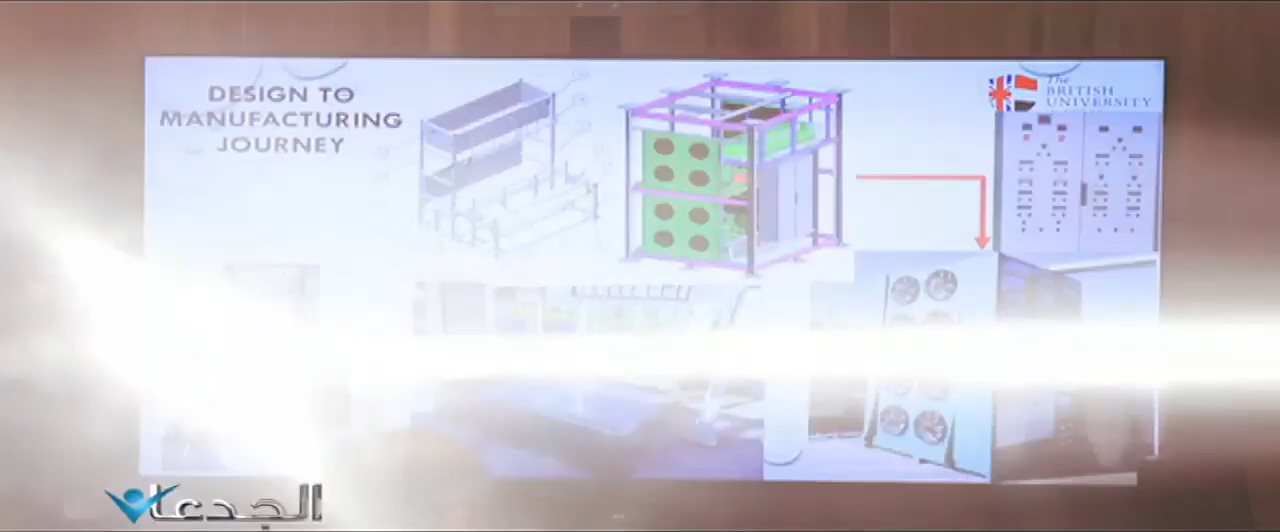 DESIGN TO
MANUFACTURING
JOURNEY
The
BRITISH
UNIVERSITY
الجدعان